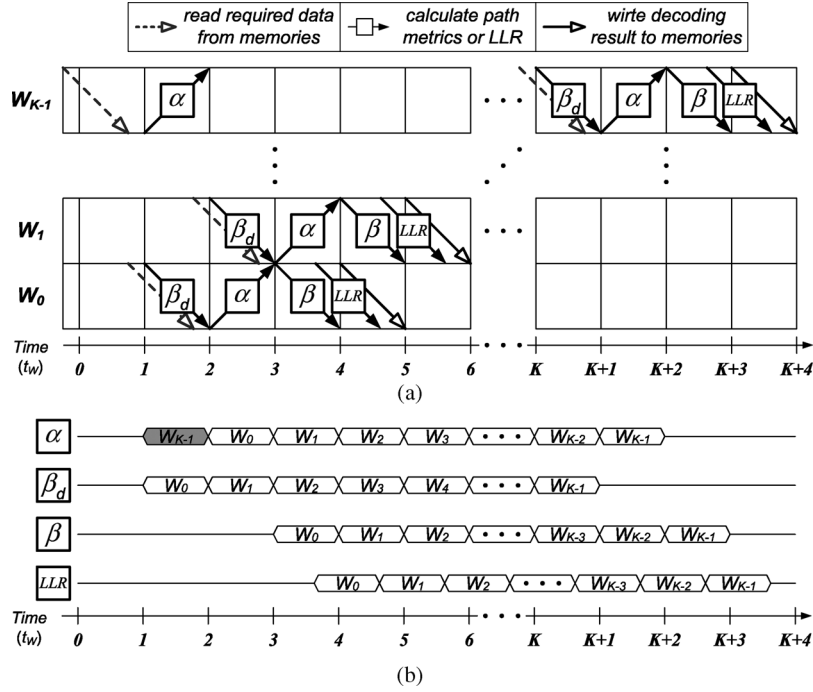 read required data from memories
calculate path metrics or LLR
wirte decoding result to memories
W_{K-1} α • • • β_d α β LLR
W_1 β_d α β LLR • • •
W_0 β_d α β LLR
Time (t_W) 0 1 2 3 4 5 6 • • • K K+1 K+2 K+3 K+4
(a)
α W_{K-1} W_0 W_1 W_2 W_3 • • • W_{K-2} W_{K-1}
β_d W_0 W_1 W_2 W_3 W_4 • • • W_{K-1}
β W_0 W_1 W_2 • • • W_{K-3} W_{K-2} W_{K-1}
LLR W_0 W_1 W_2 • • • W_{K-3} W_{K-2} W_{K-1}
Time (t_W) 0 1 2 3 4 5 6 • • • K K+1 K+2 K+3 K+4
(b)